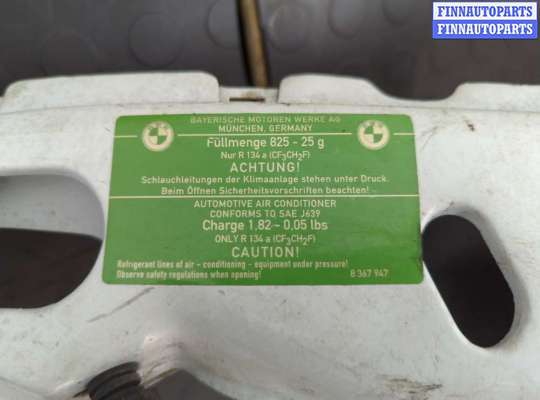 FINNAUTOPARTS
FINNAUTOPARTS
BAYERISCHE MOTOREN WERKE AG
MÜNCHEN, GERMANY
Füllmenge 825 - 25 g
Nur R 134 a (CF3CH2F)
ACHTUNG!
Schlauchleitungen der Klimaanlage stehen unter Druck.
Beim Öffnen Sicherheitsvorschriften beachten!
AUTOMOTIVE AIR CONDITIONER
CONFORMS TO SAE J639
Charge 1,82 - 0,05 lbs
ONLY R 134 a (CF3CH2F)
CAUTION!
Refrigerant lines of air - conditioning - equipment under pressure!
Observe safety regulations when opening!
8 367 947